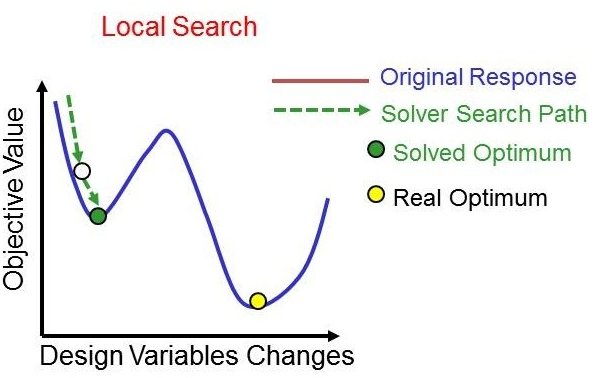 Local Search
Original Response
Solver Search Path
Solved Optimum
Real Optimum
Objective Value
Design Variables Changes